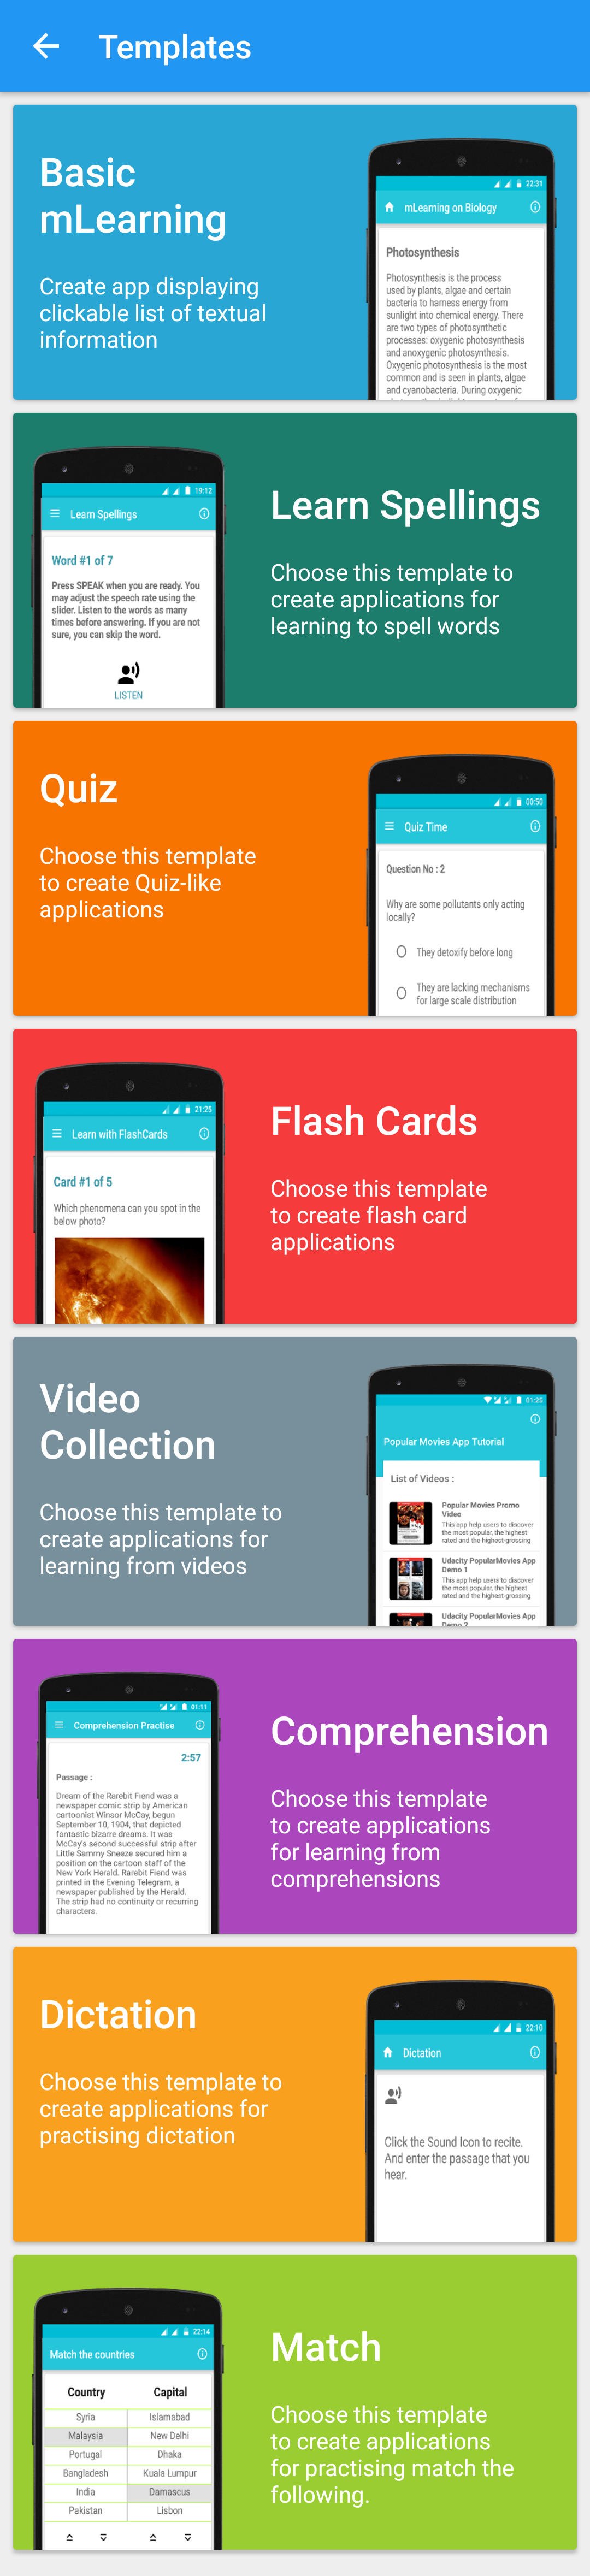 Templates
Basic
mLearning
Create app displaying
clickable list of textual
information
22:31
mLearning on Biology
Photosynthesis
Photosynthesis is the process
used by plants, algae and certain
bacteria to harness energy from
sunlight into chemical energy. There
are two types of photosynthetic
processes: oxygenic photosynthesis
and anoxygenic photosynthesis.
Oxygenic photosynthesis is the most
common and is seen in plants, algae
and cyanobacteria. During oxygenic
19:12
Learn Spellings
Word #1 of 7
Press SPEAK when you are ready. You
may adjust the speech rate using the
slider. Listen to the words as many
times before answering. If you are not
sure, you can skip the word.
LISTEN
Learn Spellings
Choose this template to
create applications for
learning to spell words
Quiz
Choose this template
to create Quiz-like
applications
00:50
Quiz Time
Question No : 2
Why are some pollutants only acting
locally?
They detoxify before long
They are lacking mechanisms
for large scale distribution
21:25
Learn with FlashCards
Card #1 of 5
Which phenomena can you spot in the
below photo?
Flash Cards
Choose this template
to create flash card
applications
Video
Collection
Choose this template to
create applications for
learning from videos
01:25
Popular Movies App Tutorial
List of Videos :
Popular Movies Promo
Video
This app help users to discover
the most popular, the highest
rated and the highest-grossing
Udacity PopularMovies App
Demo 1
This app help users to discover
the most popular, the highest
rated and the highest-grossing
Udacity PopularMovies App
Demo 2
01:11
Comprehension Practise
2:57
Passage :
Dream of the Rarebit Fiend was a
newspaper comic strip by American
cartoonist Winsor McCay, begun
September 10, 1904, that depicted
fantastic bizarre dreams. It was
McCay's second successful strip after
Little Sammy Sneeze secured him a
position on the cartoon staff of the
New York Herald. Rarebit Fiend was
printed in the Evening Telegram, a
newspaper published by the Herald.
The strip had no continuity or recurring
characters.
Comprehension
Choose this template
to create applications
for learning from
comprehensions
Dictation
Choose this template to
create applications for
practising dictation
22:10
Dictation
Click the Sound Icon to recite.
And enter the passage that you
hear.
22:14
Match the countries
Country Capital
Syria Islamabad
Malaysia New Delhi
Portugal Dhaka
Bangladesh Kuala Lumpur
India Damascus
Pakistan Lisbon
Match
Choose this template
to create applications
for practising match the
following.